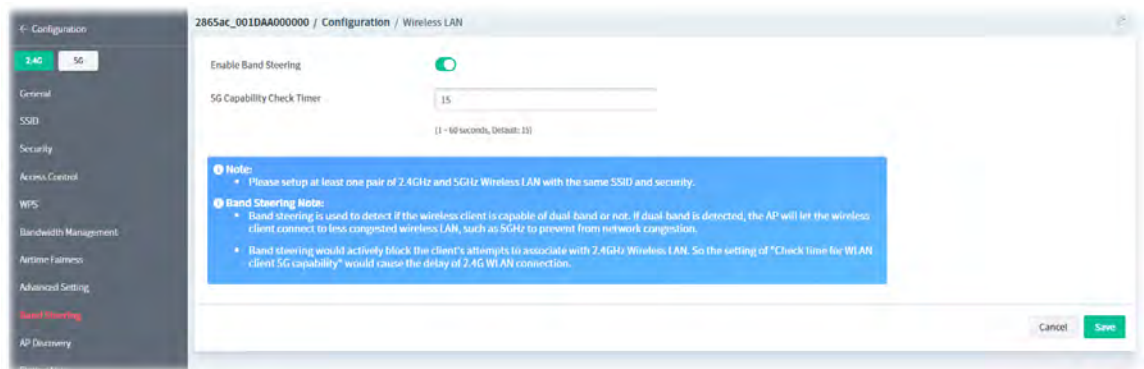 ← Configuration
2865ac_001DAA000000 / Configuration / Wireless LAN
2.4G 5G
General
SSID
Security
Access Control
WPS
Bandwidth Management
Airtime Fairness
Advanced Setting
Band Steering
AP Discovery
Enable Band Steering
5G Capability Check Timer
15
[1 - 60 seconds, Default: 15]
Note:
• Please setup at least one pair of 2.4GHz and 5GHz Wireless LAN with the same SSID and security.
Band Steering Note:
• Band steering is used to detect if the wireless client is capable of dual-band or not. If dual-band is detected, the AP will let the wireless
client connect to less congested wireless LAN, such as 5GHz to prevent from network congestion.
• Band steering would actively block the client's attempts to associate with 2.4GHz Wireless LAN. So the setting of "Check time for WLAN
client 5G capability" would cause the delay of 2.4G WLAN connection.
Cancel Save